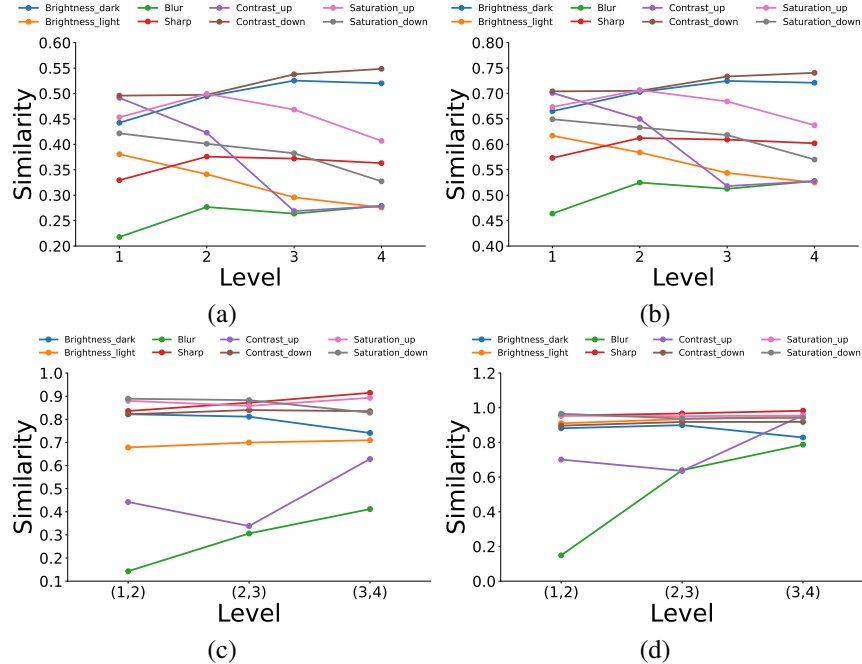 Brightness_dark Blur Contrast_up Saturation_up
Brightness_light Sharp Contrast_down Saturation_down
0.60
0.55
0.50
0.45
0.40
0.35
0.30
0.25
0.20
Similarity
1 2 3 4
Level
(a)
Brightness_dark Blur Contrast_up Saturation_up
Brightness_light Sharp Contrast_down Saturation_down
0.80
0.75
0.70
0.65
0.60
0.55
0.50
0.45
0.40
Similarity
1 2 3 4
Level
(b)
Brightness_dark Blur Contrast_up Saturation_up
Brightness_light Sharp Contrast_down Saturation_down
1.0
0.9
0.8
0.7
0.6
0.5
0.4
0.3
0.2
0.1
Similarity
(1,2) (2,3) (3,4)
Level
(c)
Brightness_dark Blur Contrast_up Saturation_up
Brightness_light Sharp Contrast_down Saturation_down
1.2
1.0
0.8
0.6
0.4
0.2
0.0
Similarity
(1,2) (2,3) (3,4)
Level
(d)